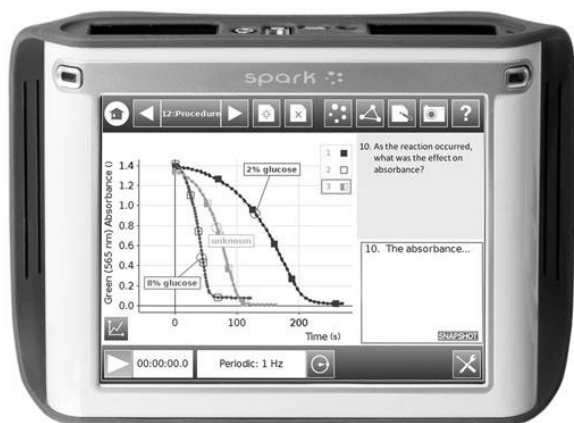 spark
12:Procedure
?
10. As the reaction occurred,
what was the effect on
absorbance?
1
2
3
2% glucose
unknown
8% glucose
Green (565 nm) Absorbance ()
1.4
1.2
1.0
0.8
0.6
0.4
0.2
0.0
0
100
200
Time (s)
10. The absorbance...
SNAPSHOT
00:00:00.0
Periodic: 1 Hz